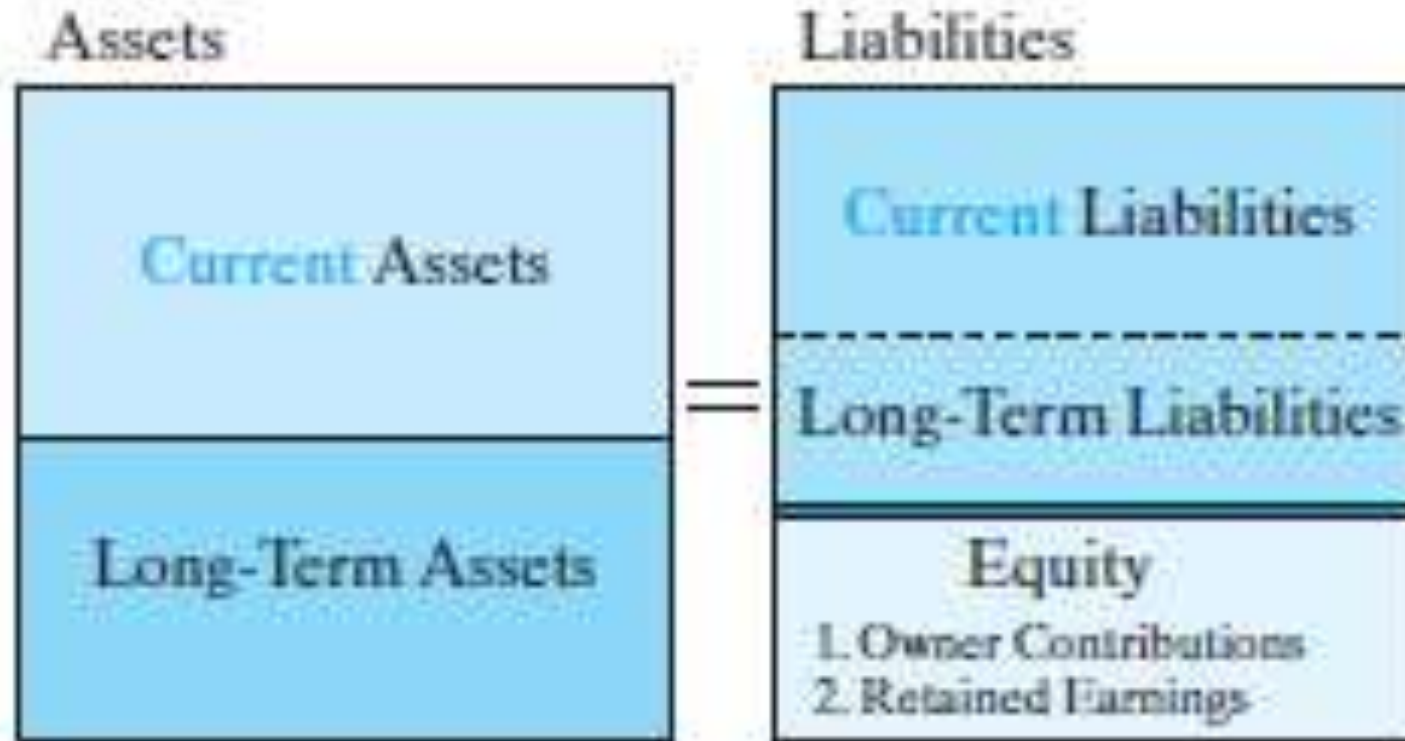 Assets
Current Assets
Long-Term Assets
=
Liabilities
Current Liabilities
Long-Term Liabilities
Equity
1. Owner Contributions
2. Retained Earnings